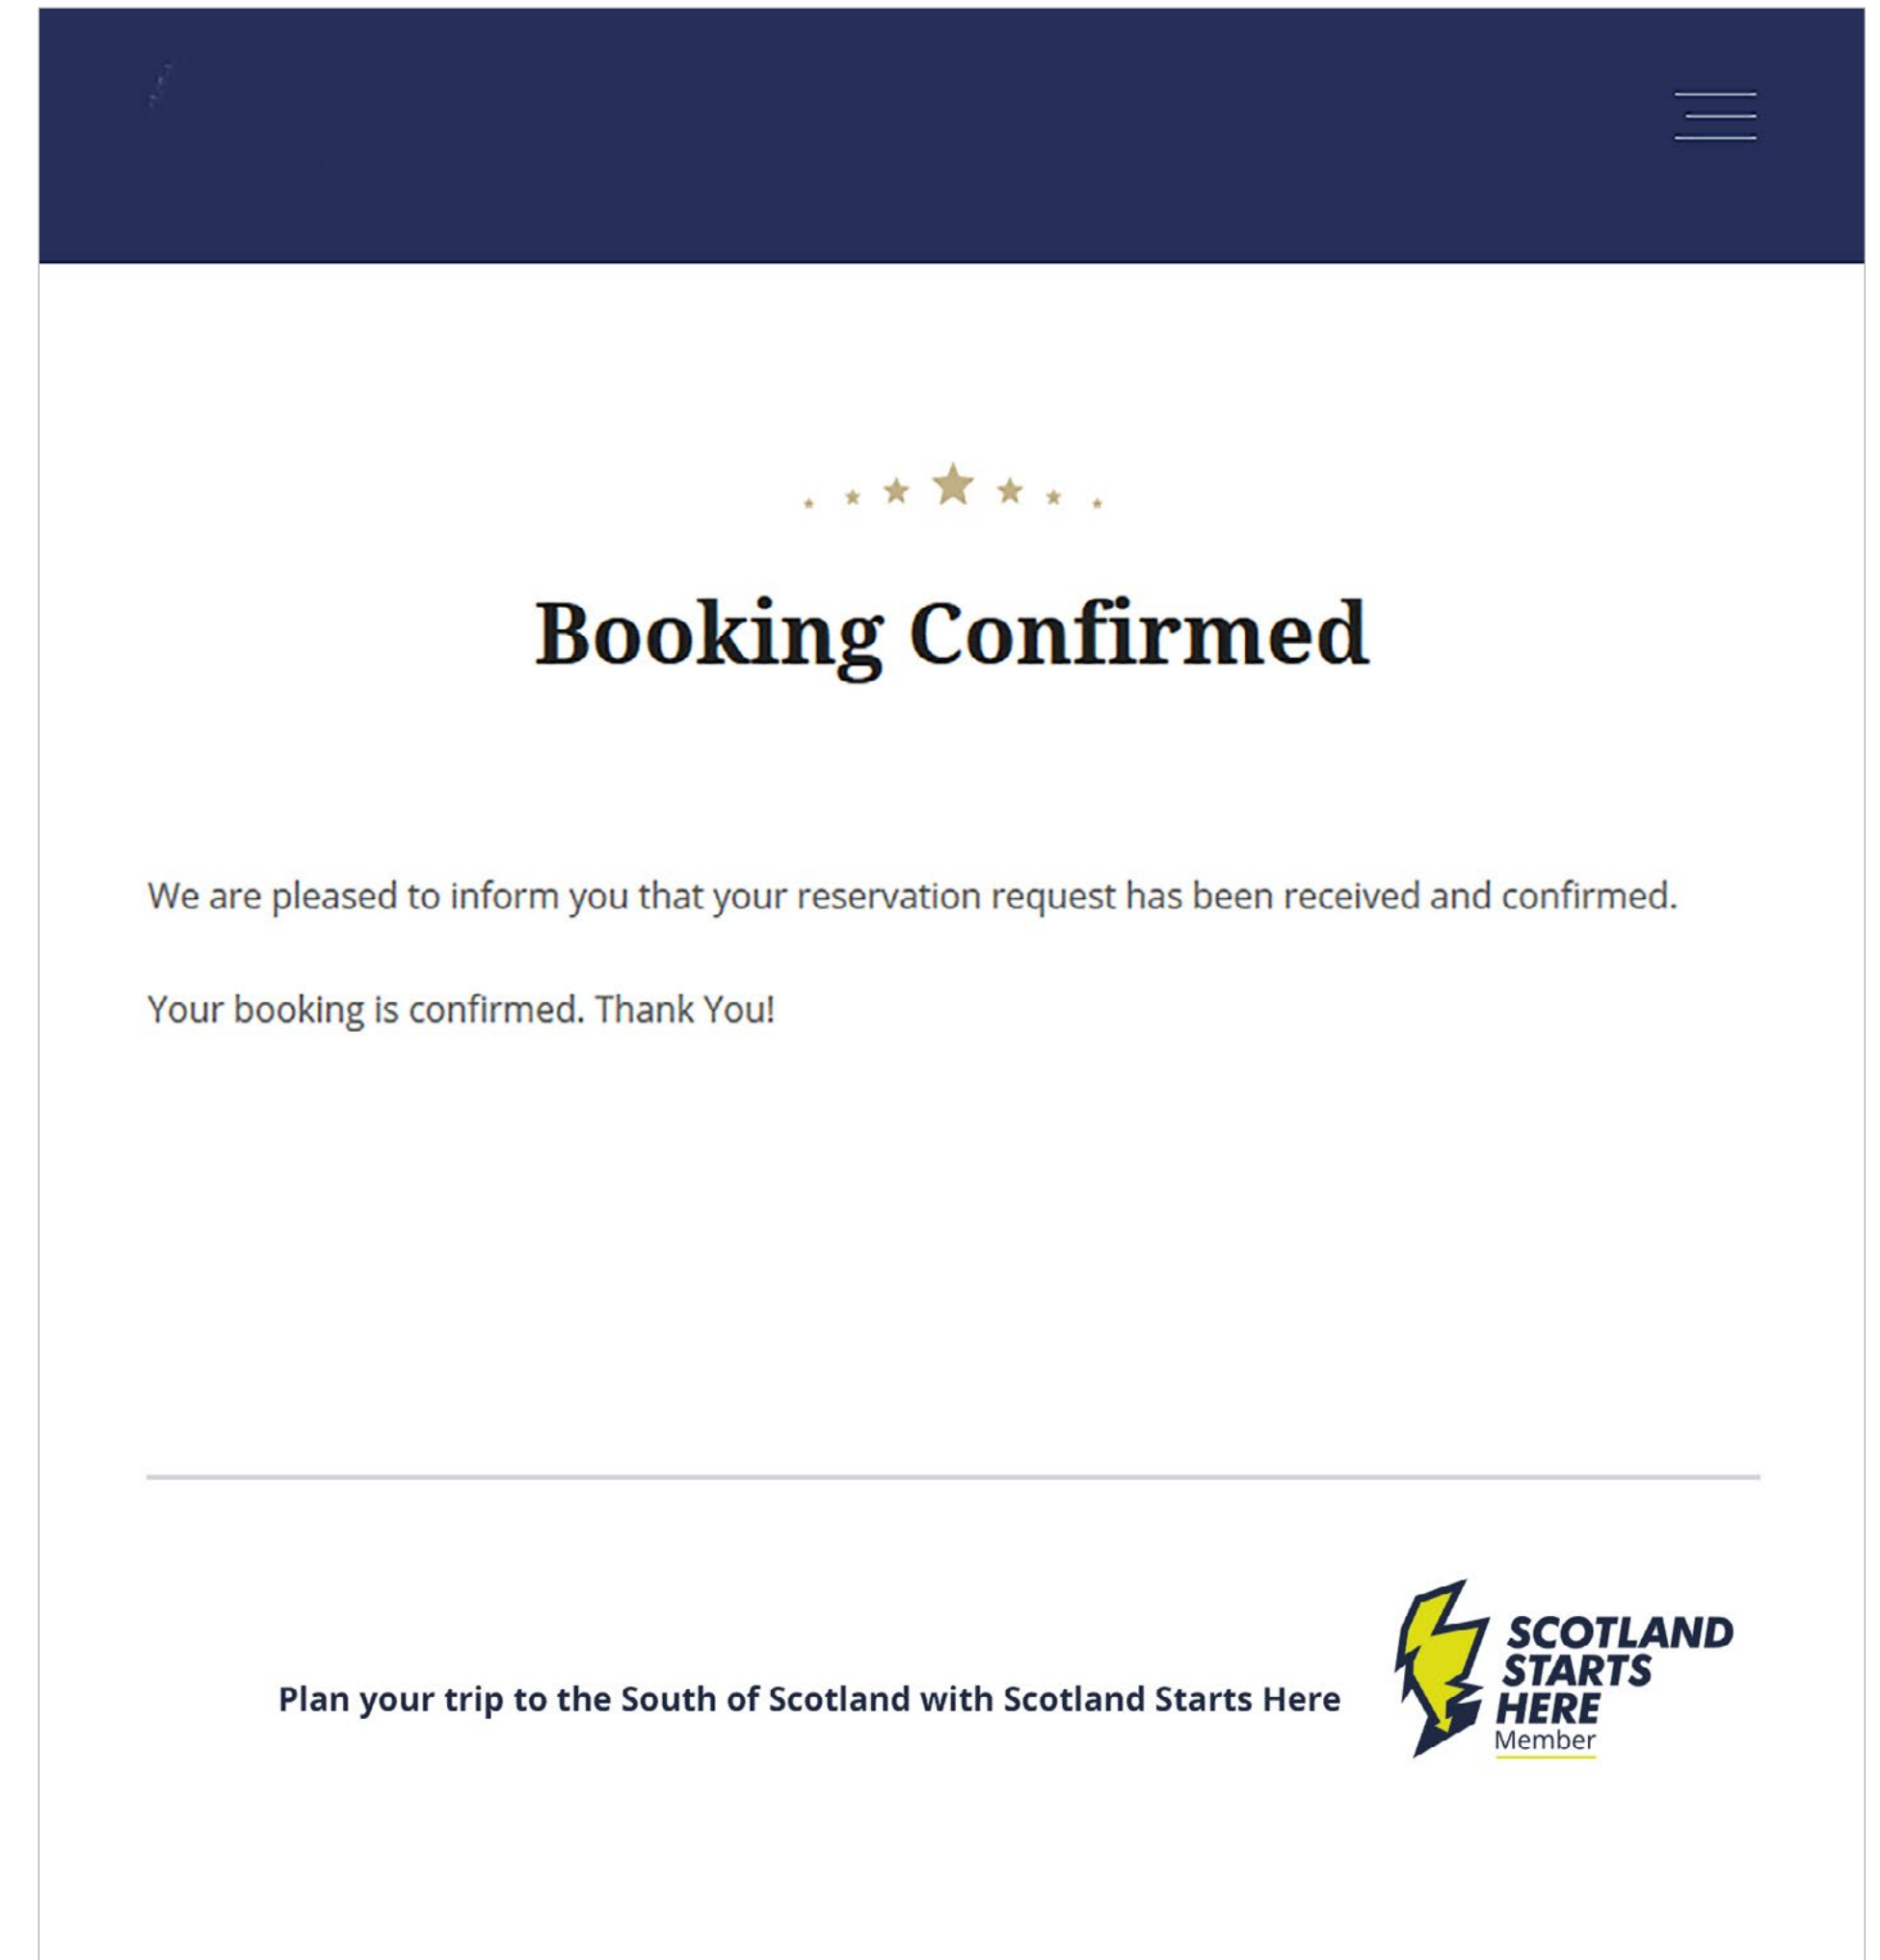 Booking Confirmed
We are pleased to inform you that your reservation request has been received and confirmed.
Your booking is confirmed. Thank You!
Plan your trip to the South of Scotland with Scotland Starts Here
SCOTLAND
STARTS
HERE
Member